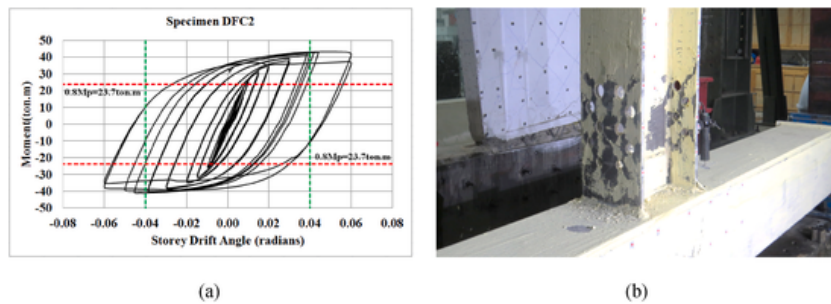 Specimen DFC2
50
40
30
20
10
0
-10
-20
-30
-40
-50
Moment(ton.m)
0.8Mp=23.7ton.m
0.8Mp=23.7ton.m
-0.08 -0.06 -0.04 -0.02 0.00 0.02 0.04 0.06 0.08
Storey Drift Angle (radians)
(a) (b)